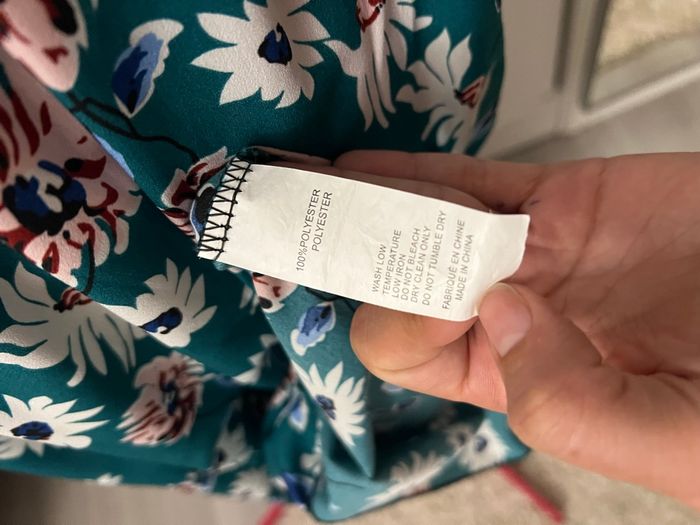 100%POLYESTER
POLYESTER
WASH LOW
TEMPERATURE
LOW IRON
DO NOT BLEACH
DRY CLEAN ONLY
DO NOT TUMBLE DRY
FABRIQUÉ EN CHINE
MADE IN CHINA